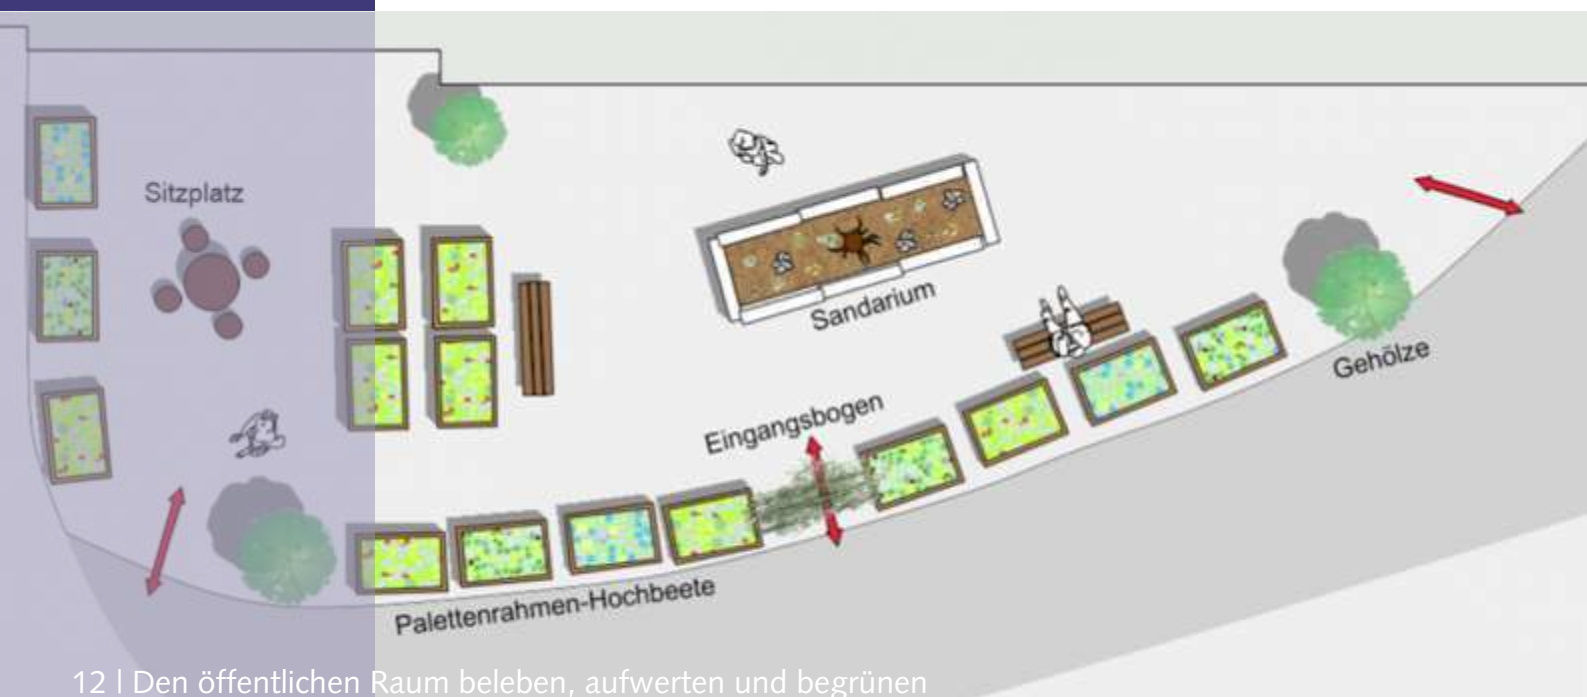 Sitzplatz
Sandarium
Gehölze
Eingangsbogen
Palettenrahmen-Hochbeete
12 | Den öffentlichen Raum beleben, aufwerten und begrünen